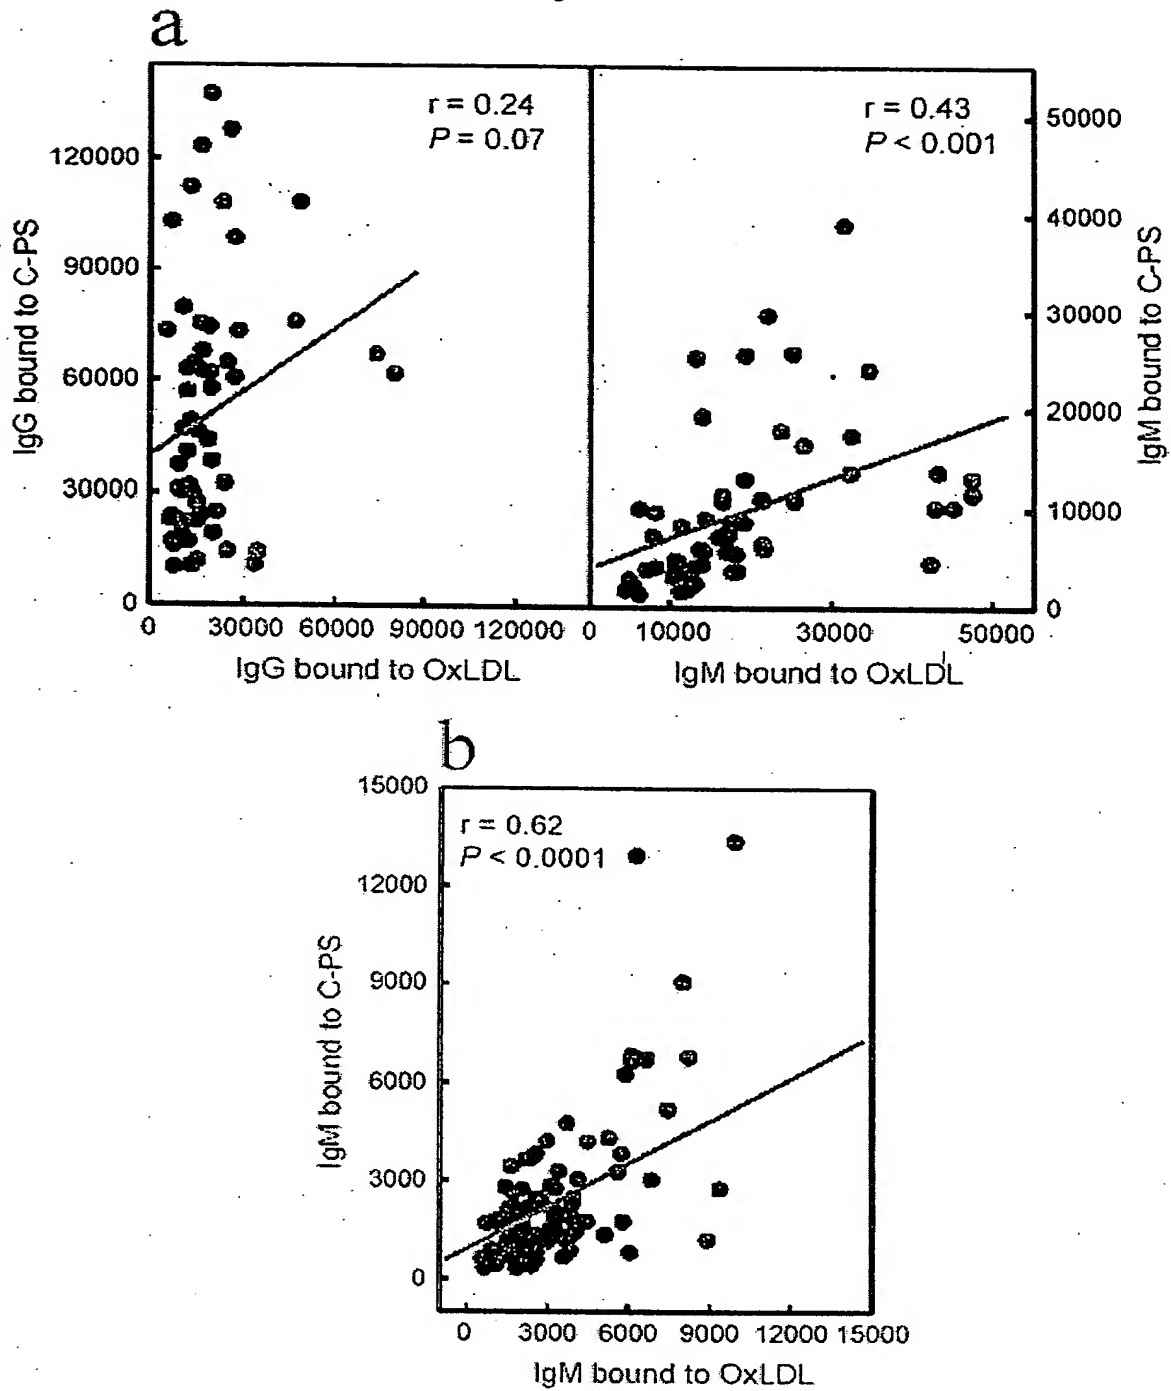 a
r = 0.24
P = 0.07
120000
90000
60000
30000
0
IgG bound to C-PS
0 30000 60000 90000 120000
IgG bound to OxLDL
r = 0.43
P < 0.001
50000
40000
30000
20000
10000
0
IgM bound to C-PS
0 10000 30000 50000
IgM bound to OxLDL
b
r = 0.62
P < 0.0001
15000
12000
9000
6000
3000
0
IgM bound to C-PS
0 3000 6000 9000 12000 15000
IgM bound to OxLDL